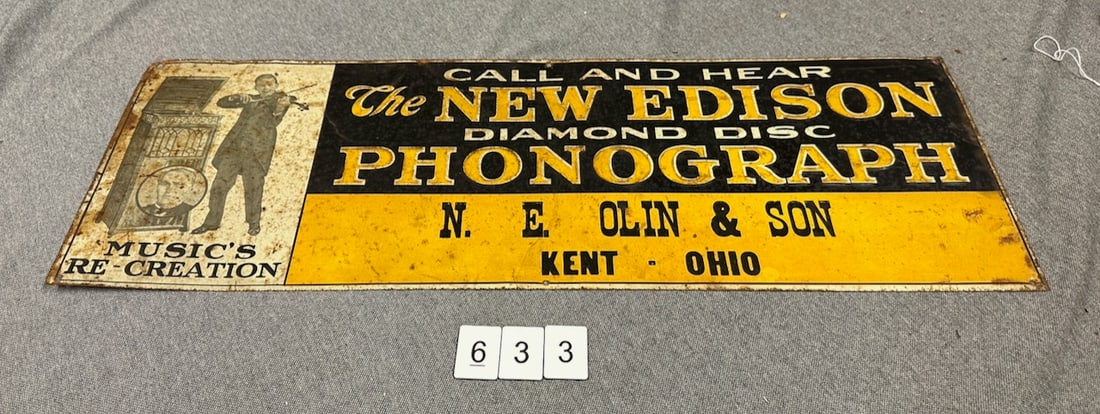 CALL AND HEAR
The NEW EDISON
DIAMOND DISC
PHONOGRAPH
N. E. OLIN & SON
KENT - OHIO
MUSIC'S
RE-CREATION
6 3 3